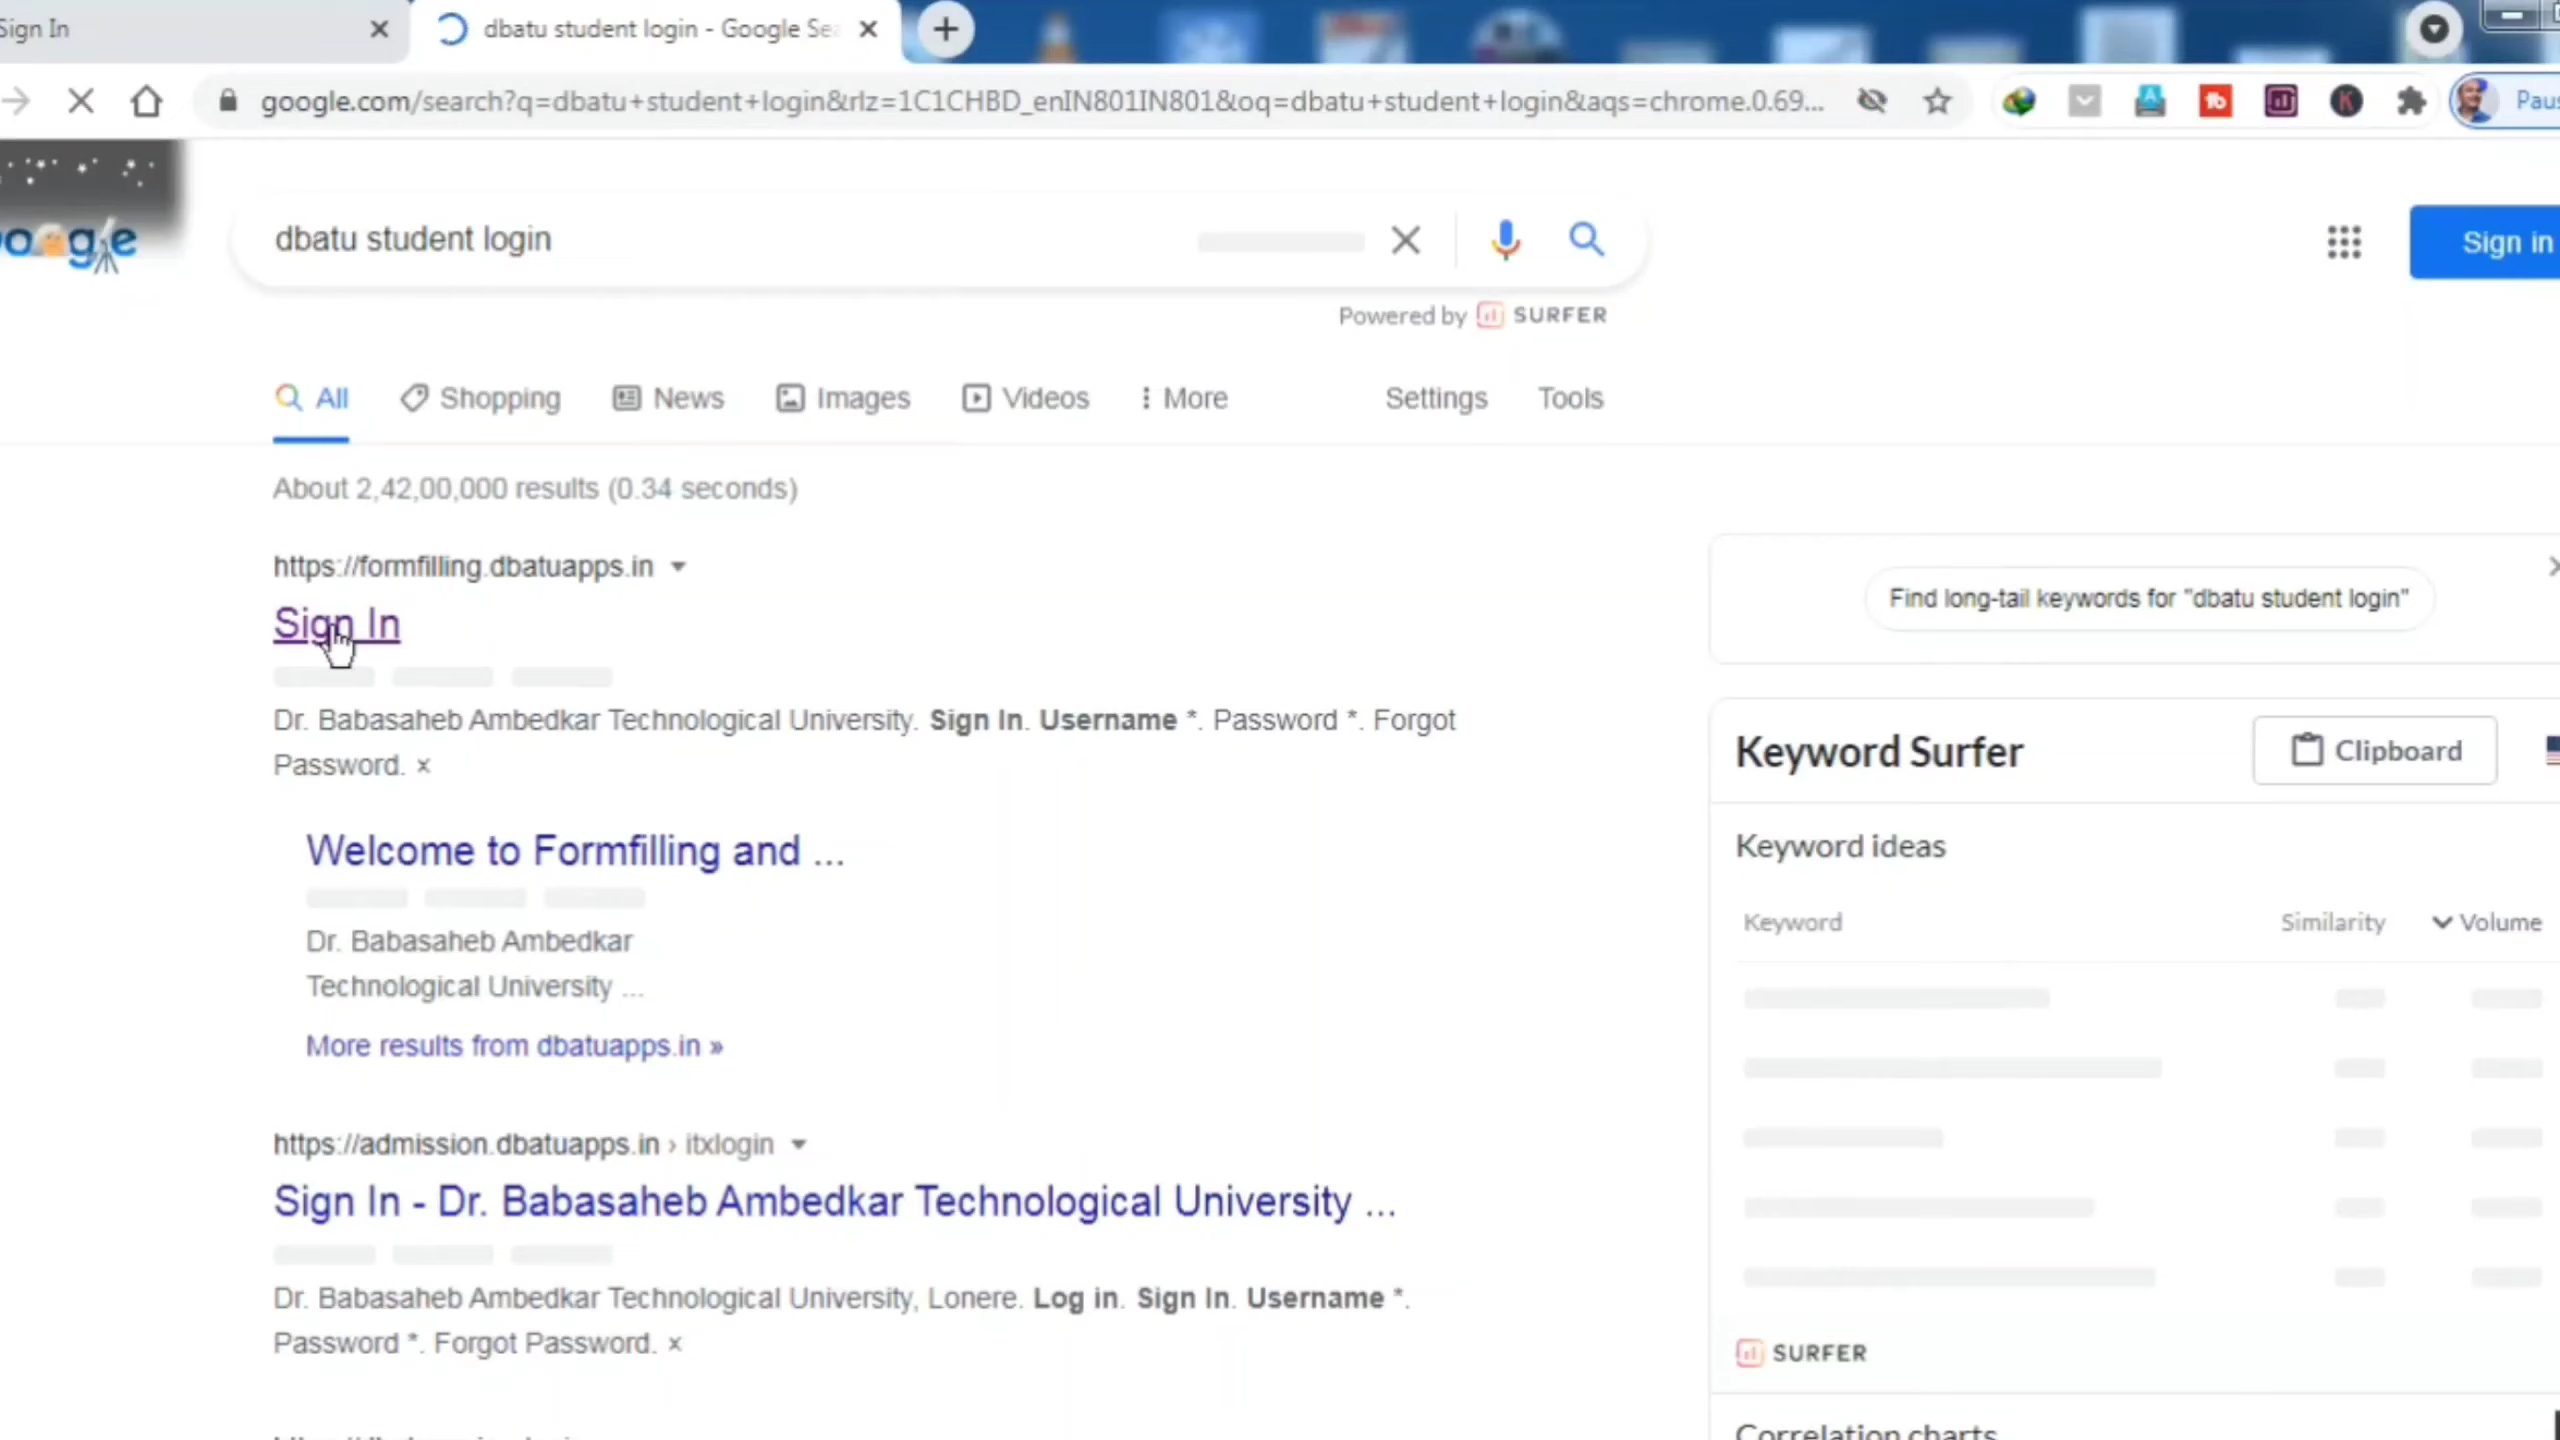 Sign In
dbatu student login - Google Sea
google.com/search?q=dbatu+student+login&rlz=1C1CHBD_enIN801IN801&oq=dbatu+student+login&aqs=chrome.0.69...
Paus
dbatu student login
Sign in
Powered by SURFER
All Shopping News Images Videos More Settings Tools
About 2,42,00,000 results (0.34 seconds)
https://formfilling.dbatuapps.in
Sign In
Dr. Babasaheb Ambedkar Technological University. Sign In. Username *. Password *. Forgot
Password. ×
Welcome to Formfilling and ...
Dr. Babasaheb Ambedkar
Technological University ...
More results from dbatuapps.in »
https://admission.dbatuapps.in › itxlogin
Sign In - Dr. Babasaheb Ambedkar Technological University ...
Dr. Babasaheb Ambedkar Technological University, Lonere. Log in. Sign In. Username *.
Password *. Forgot Password. ×
Find long-tail keywords for "dbatu student login"
Keyword Surfer
Clipboard
Keyword ideas
Keyword Similarity Volume
SURFER
Correlation charts